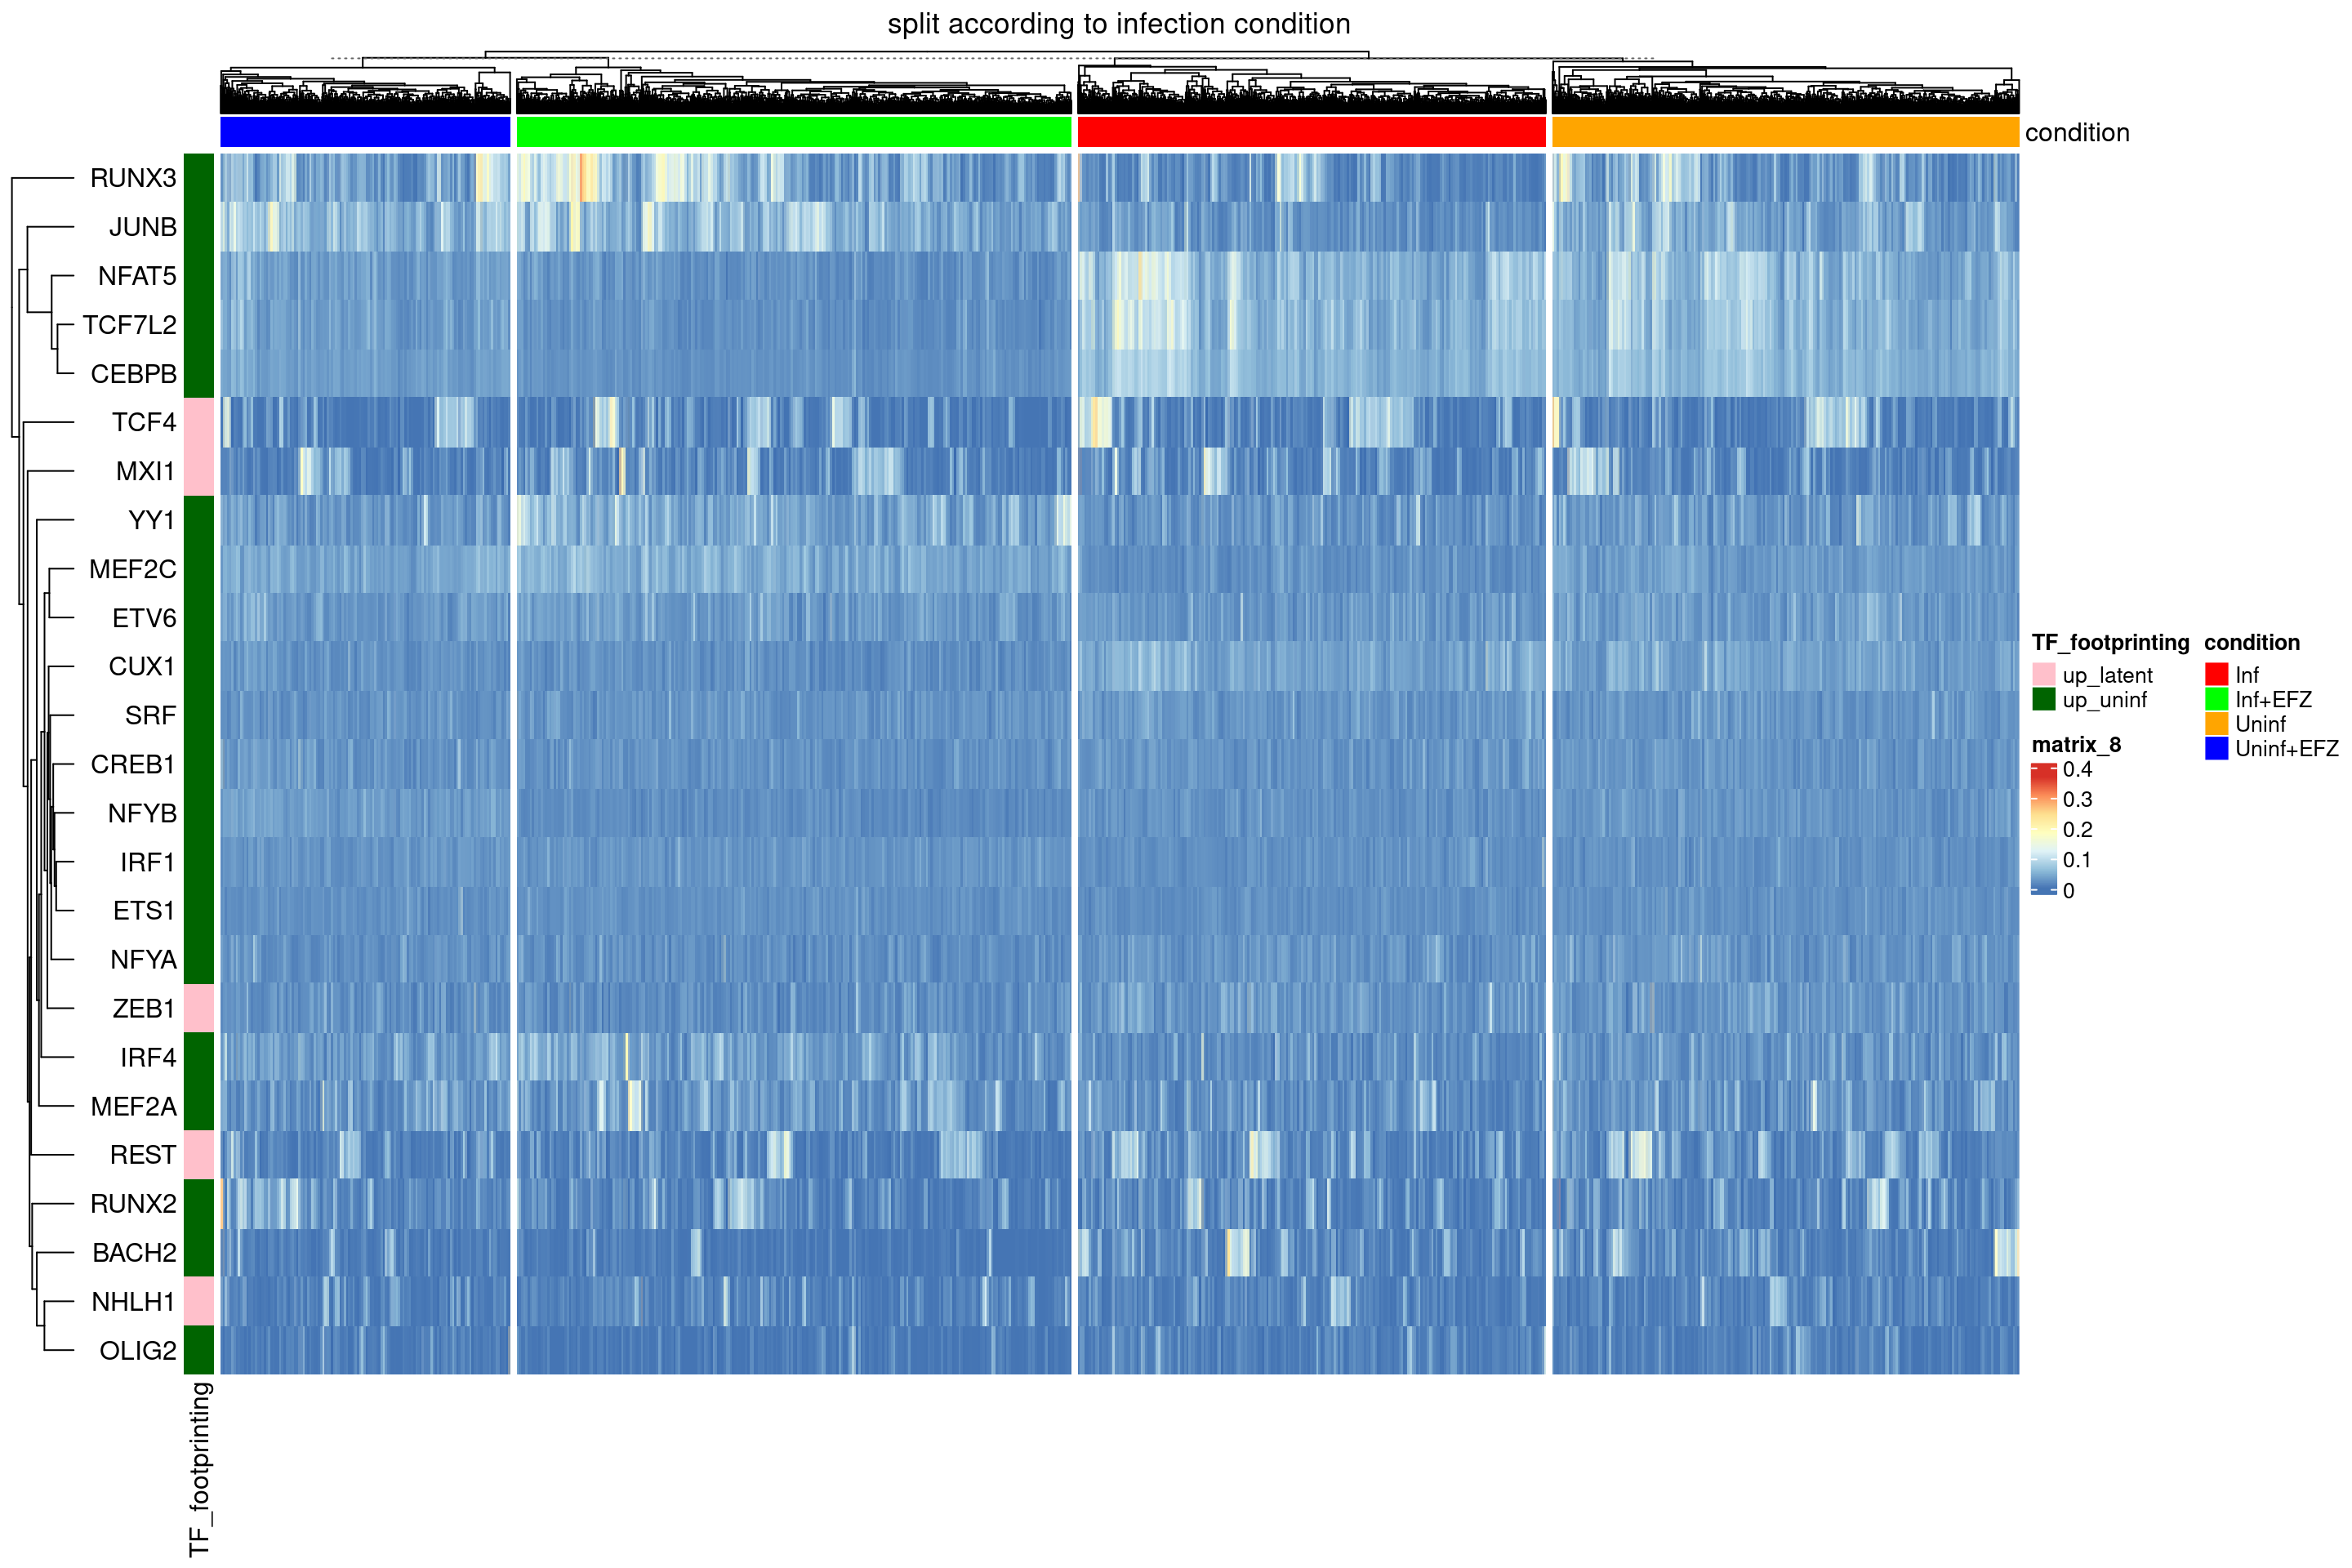 split according to infection condition
condition
RUNX3
JUNB
NFAT5
TCF7L2
CEBPB
TCF4
MXI1
YY1
MEF2C
ETV6
CUX1
SRF
CREB1
NFYB
IRF1
ETS1
NFYA
ZEB1
IRF4
MEF2A
REST
RUNX2
BACH2
NHLH1
OLIG2
TF_footprinting
TF_footprinting
up_latent
up_uninf
matrix_8
0.4
0.3
0.2
0.1
0
condition
Inf
Inf+EFZ
Uninf
Uninf+EFZ